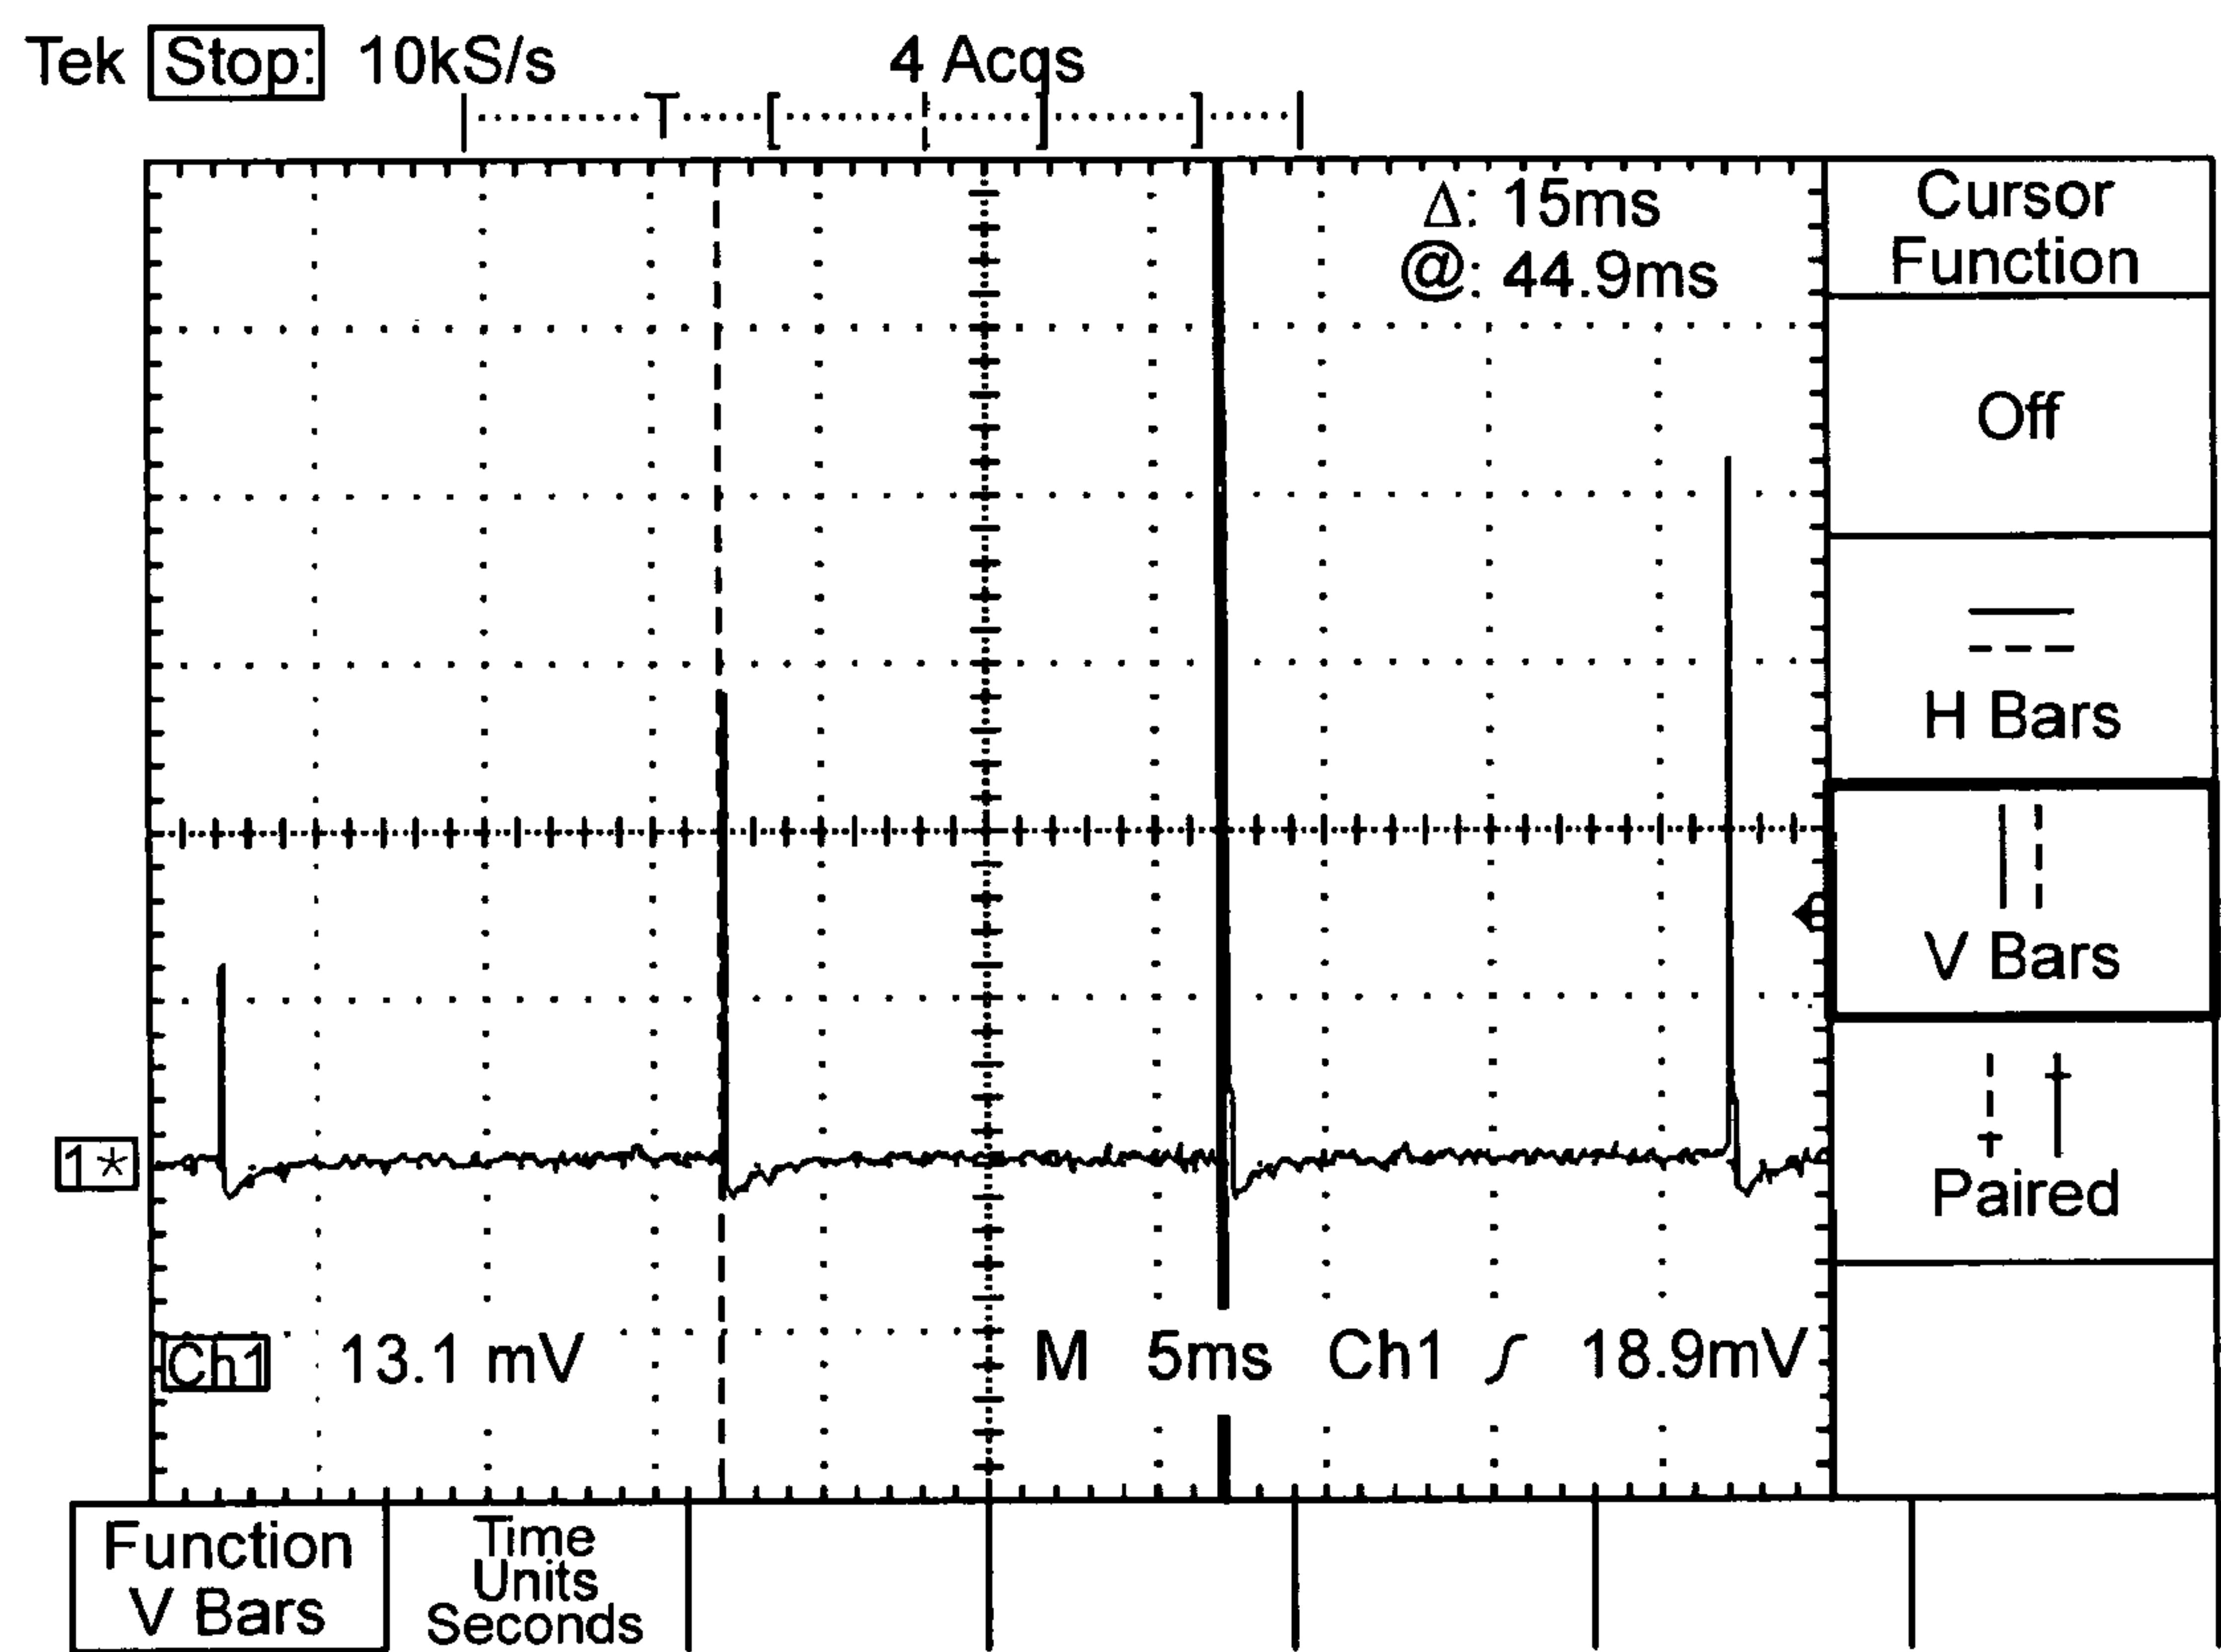 Tek Stop: 10kS/s 4 Acqs
T
Δ: 15ms
@: 44.9ms
Cursor
Function
Off
H Bars
V Bars
Paired
1*
Ch1 13.1 mV M 5ms Ch1 ∫ 18.9mV
Function
V Bars
Time
Units
Seconds